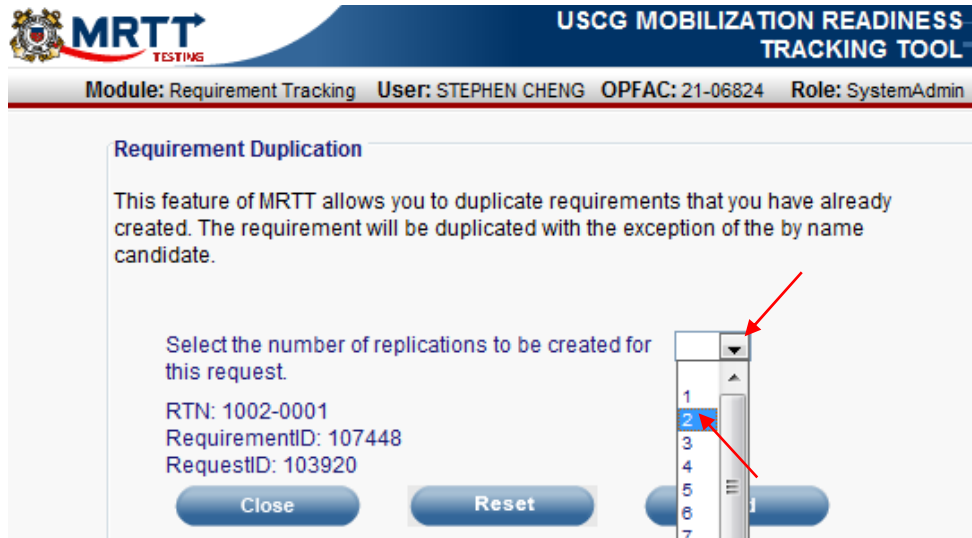 MRTT
TESTING
USCG MOBILIZATION READINESS
TRACKING TOOL
Module: Requirement Tracking User: STEPHEN CHENG OPFAC: 21-06824 Role: SystemAdmin
Requirement Duplication
This feature of MRTT allows you to duplicate requirements that you have already
created. The requirement will be duplicated with the exception of the by name
candidate.
Select the number of replications to be created for
this request.
1
2
3
4
5
6
7
RTN: 1002-0001
RequirementID: 107448
RequestID: 103920
Close
Reset